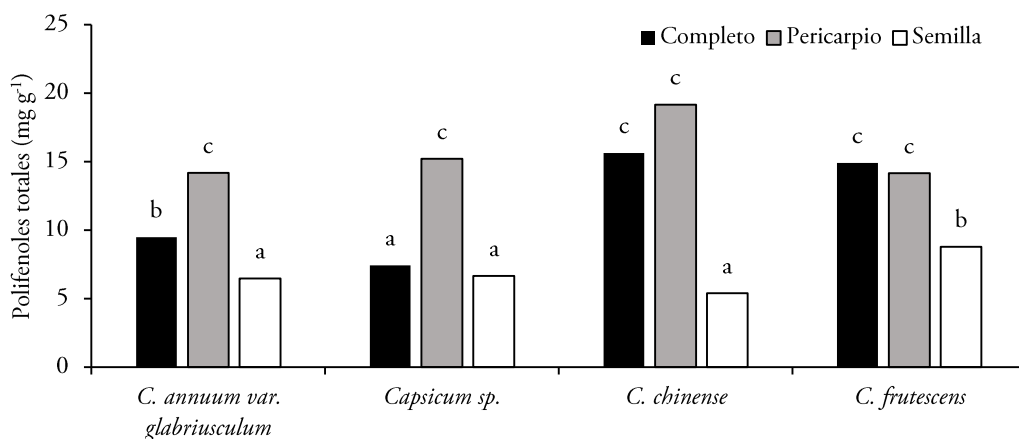 25
Completo Pericarpio Semilla
20
15
10
5
0
Polifenoles totales (mg g-1)
b c a
a c a
c c a
c c b
C. annuum var.
glabriusculum
Capsicum sp.
C. chinense
C. frutescens